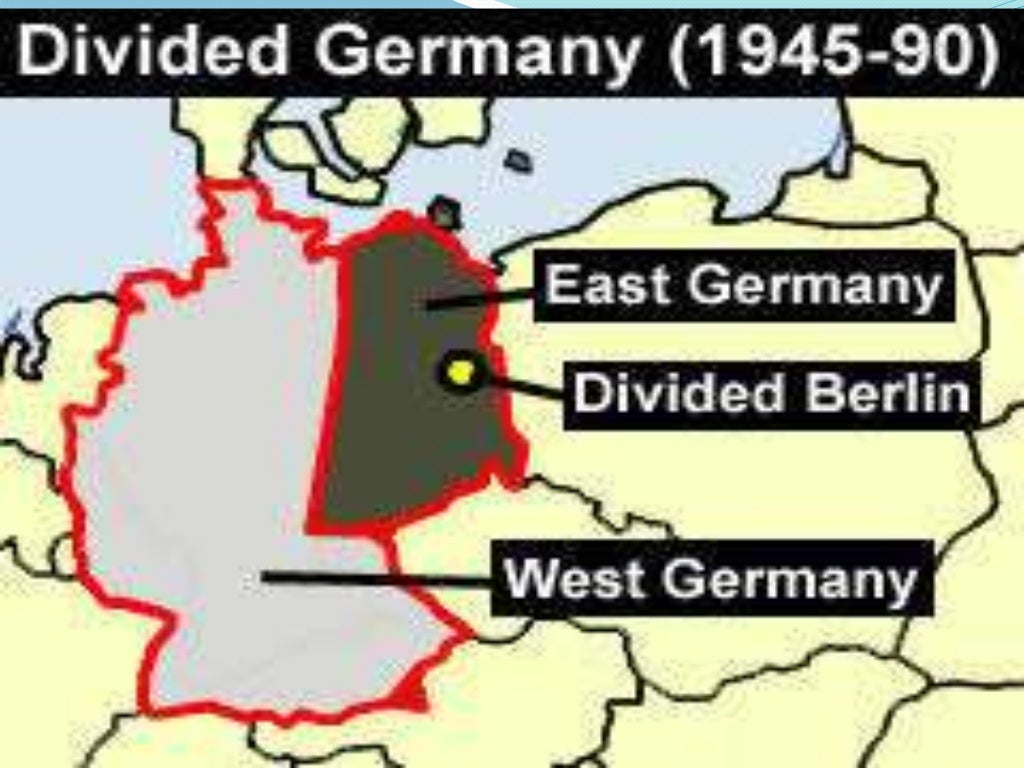 Divided Germany (1945-90)
East Germany
Divided Berlin
West Germany